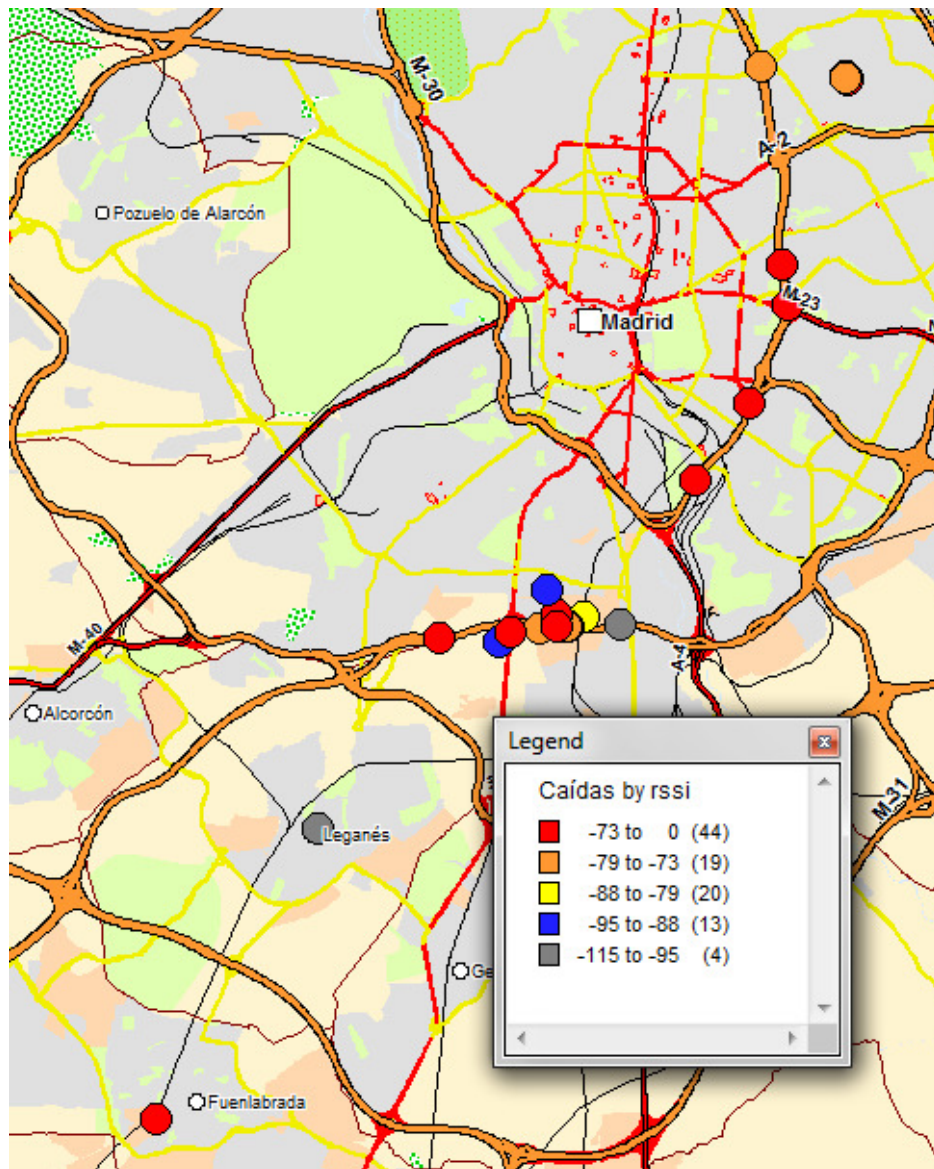 M-30
A-2
Pozuelo de Alarcón
M-23
Madrid
M-40
A-4
Alcorcón
Legend
Caídas by rssi
-73 to 0 (44)
-79 to -73 (19)
-88 to -79 (20)
-95 to -88 (13)
-115 to -95 (4)
M-31
Leganés
Ge
Fuenlabrada